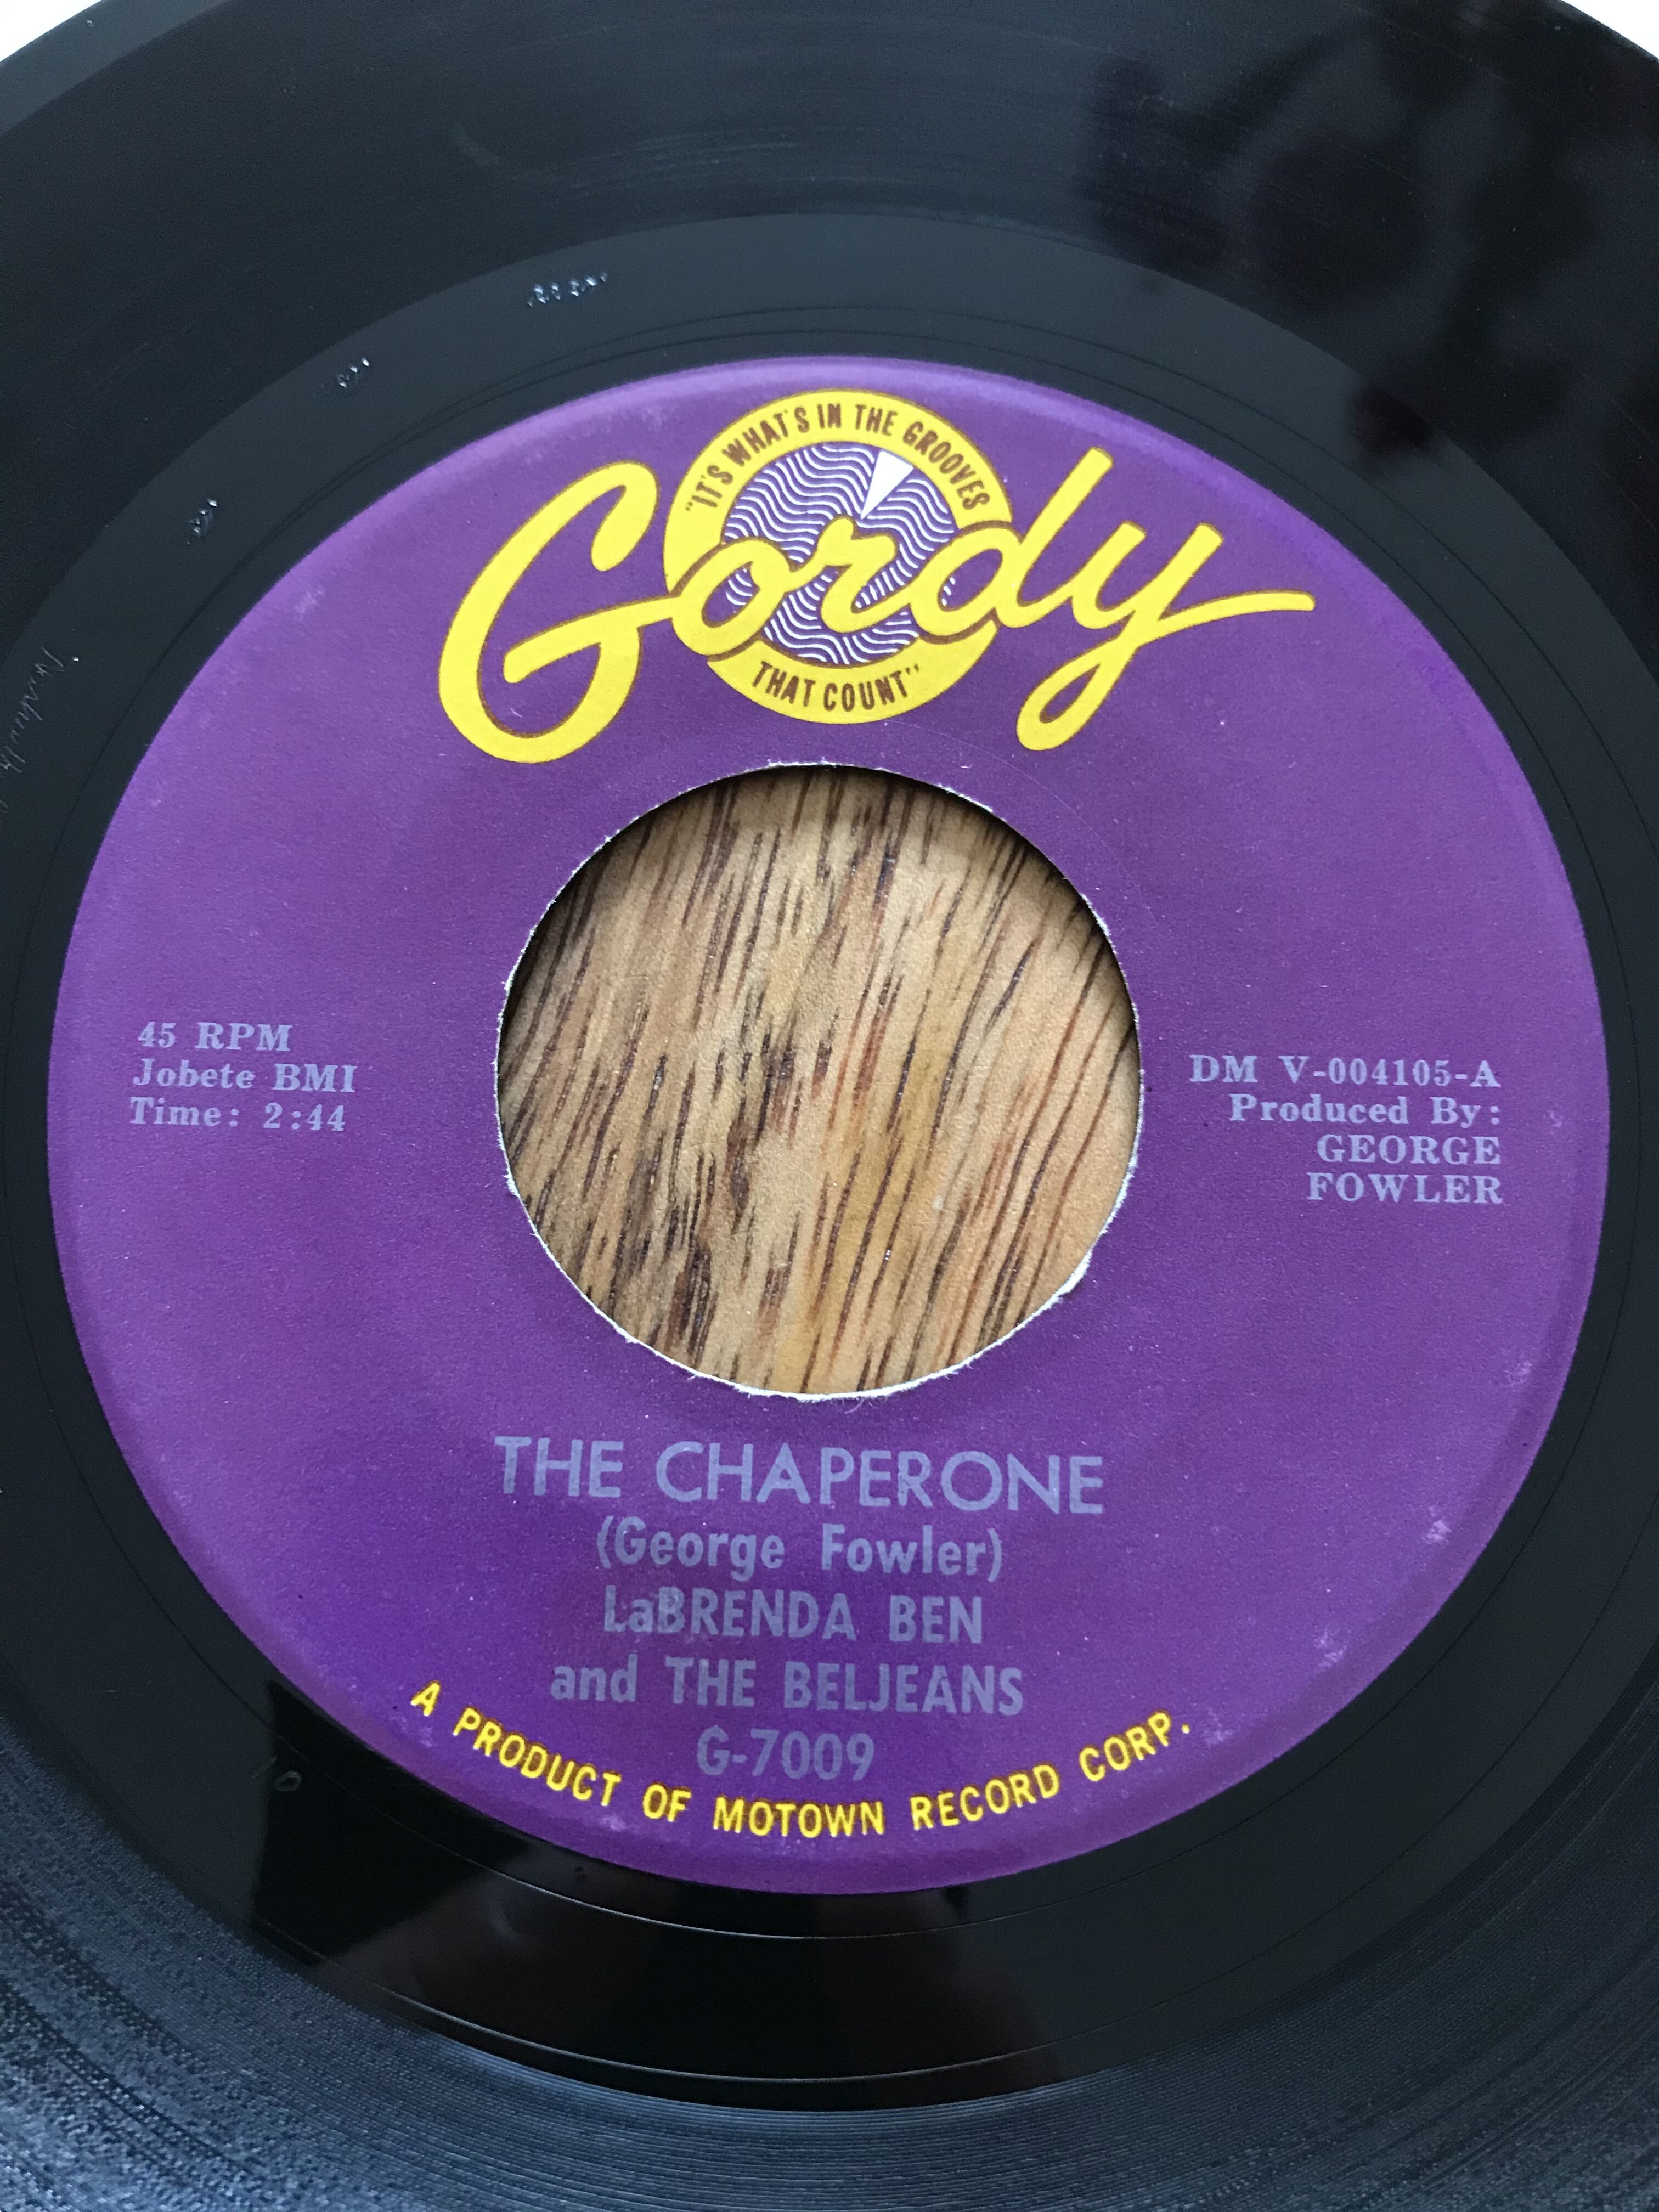 "IT'S WHAT'S IN THE GROOVES
Gordy
THAT COUNT"
45 RPM
Jobete BMI
Time: 2:44
DM V-004105-A
Produced By:
GEORGE
FOWLER
THE CHAPERONE
(George Fowler)
LaBRENDA BEN
and THE BELJEANS
G-7009
A PRODUCT OF MOTOWN RECORD CORP.